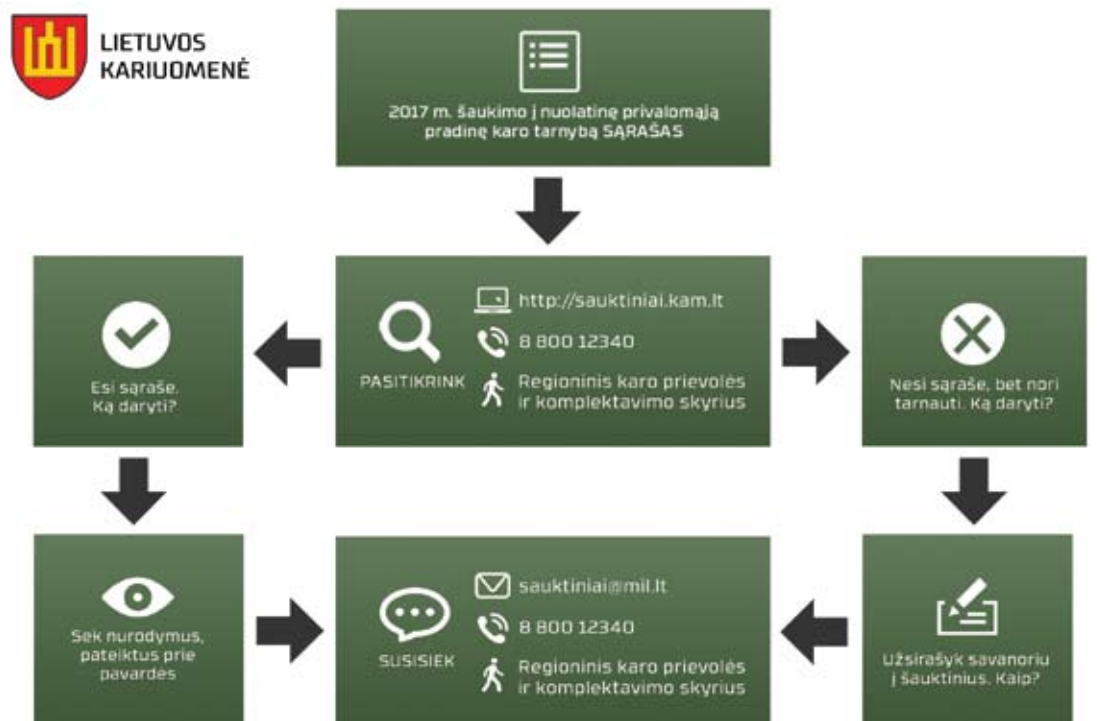 LIETUVOS
KARIUOMENĖ
2017 m. šaukimo į nuolatinę privalomąją
pradinę karo tarnybą SĄRAŠAS
Esi sąraše.
Ką daryti?
PASITIKRINK
http://sauktiniai.kam.lt
8 800 12340
Regioninis karo prievolės
ir komplektavimo skyrius
Nesi sąraše, bet nori
tarnauti. Ką daryti?
Sek nurodymus,
pateiktus prie
pavardės
SUSISIEK
sauktiniai@mil.lt
8 800 12340
Regioninis karo prievolės
ir komplektavimo skyrius
Užsirašyk savanoriu
į šauktinius. Kaip?